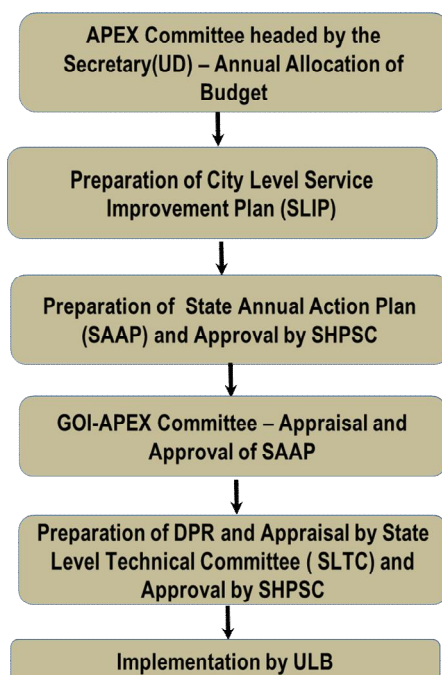 APEX Committee headed by the
Secretary(UD) – Annual Allocation of
Budget
Preparation of City Level Service
Improvement Plan (SLIP)
Preparation of State Annual Action Plan
(SAAP) and Approval by SHPSC
GOI-APEX Committee – Appraisal and
Approval of SAAP
Preparation of DPR and Appraisal by State
Level Technical Committee ( SLTC) and
Approval by SHPSC
Implementation by ULB